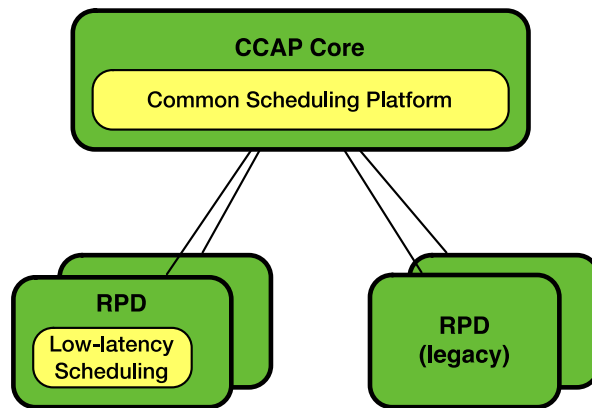 CCAP Core
Common Scheduling Platform
RPD
Low-latency
Scheduling
RPD
(legacy)